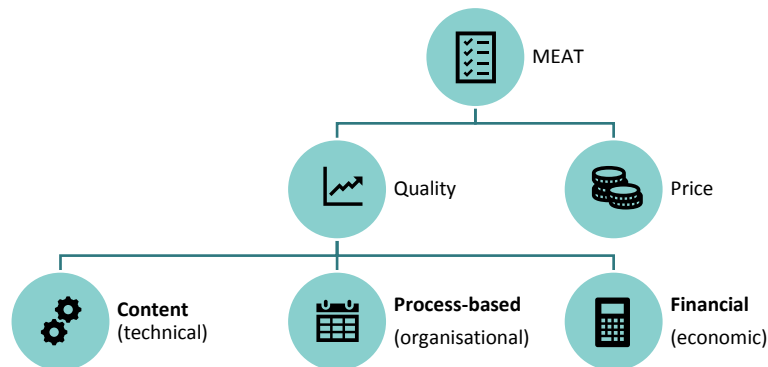 MEAT
Quality
Price
Content
(technical)
Process-based
(organisational)
Financial
(economic)